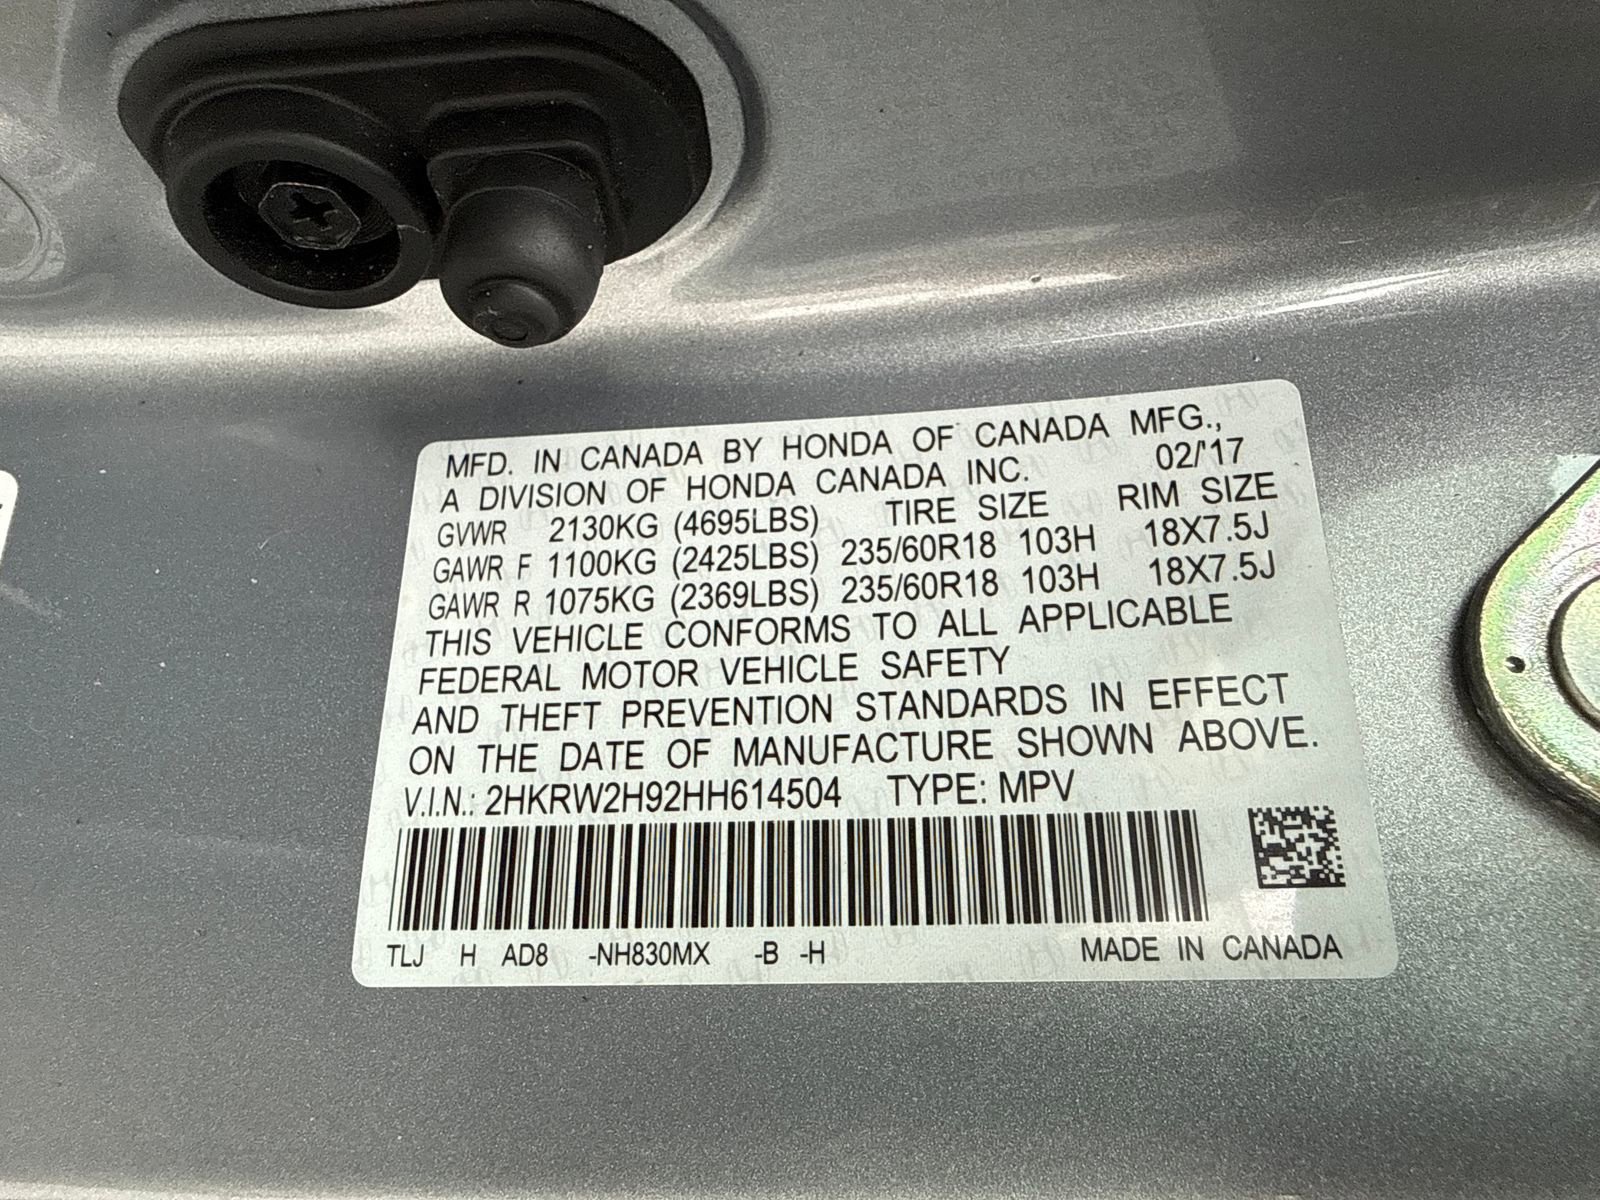 MFD. IN CANADA BY HONDA OF CANADA MFG.,
A DIVISION OF HONDA CANADA INC. 02/'17
GVWR 2130KG (4695LBS) TIRE SIZE RIM SIZE
GAWR F 1100KG (2425LBS) 235/60R18 103H 18X7.5J
GAWR R 1075KG (2369LBS) 235/60R18 103H 18X7.5J
THIS VEHICLE CONFORMS TO ALL APPLICABLE
FEDERAL MOTOR VEHICLE SAFETY
AND THEFT PREVENTION STANDARDS IN EFFECT
ON THE DATE OF MANUFACTURE SHOWN ABOVE.
V.I.N.: 2HKRW2H92HH614504 TYPE: MPV
TLJ H AD8 -NH830MX -B -H MADE IN CANADA